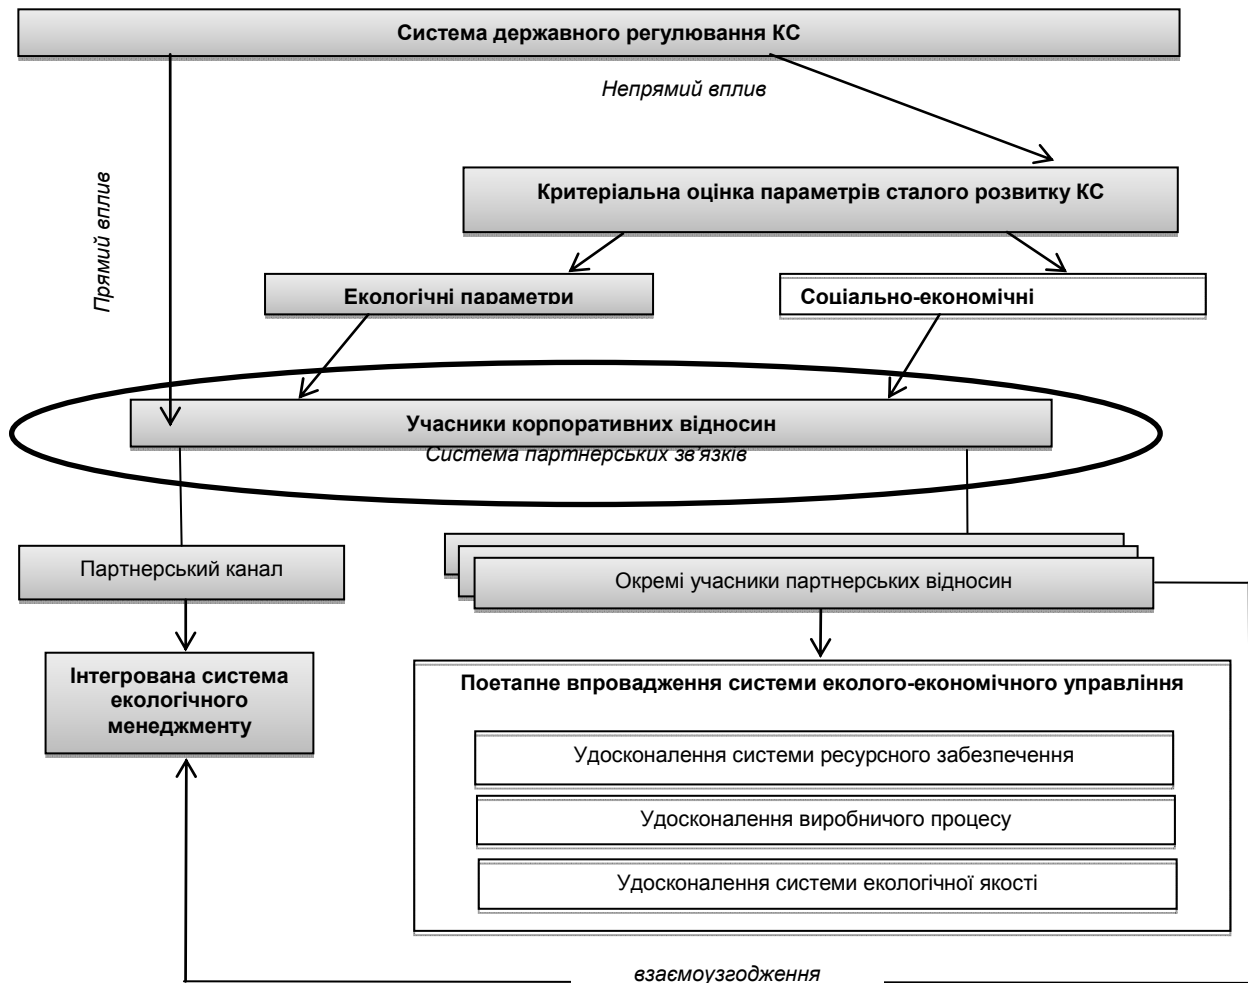 Система державного регулювання КС
Непрямий вплив
Прямий вплив
Критеріальна оцінка параметрів сталого розвитку КС
Екологічні параметри
Соціально-економічні
Учасники корпоративних відносин
Система партнерських зв'язків
Партнерський канал
Окремі учасники партнерських відносин
Інтегрована система
екологічного
менеджменту
Поетапне впровадження системи еколого-економічного управління
Удосконалення системи ресурсного забезпечення
Удосконалення виробничого процесу
Удосконалення системи екологічної якості
взаємоузгодження